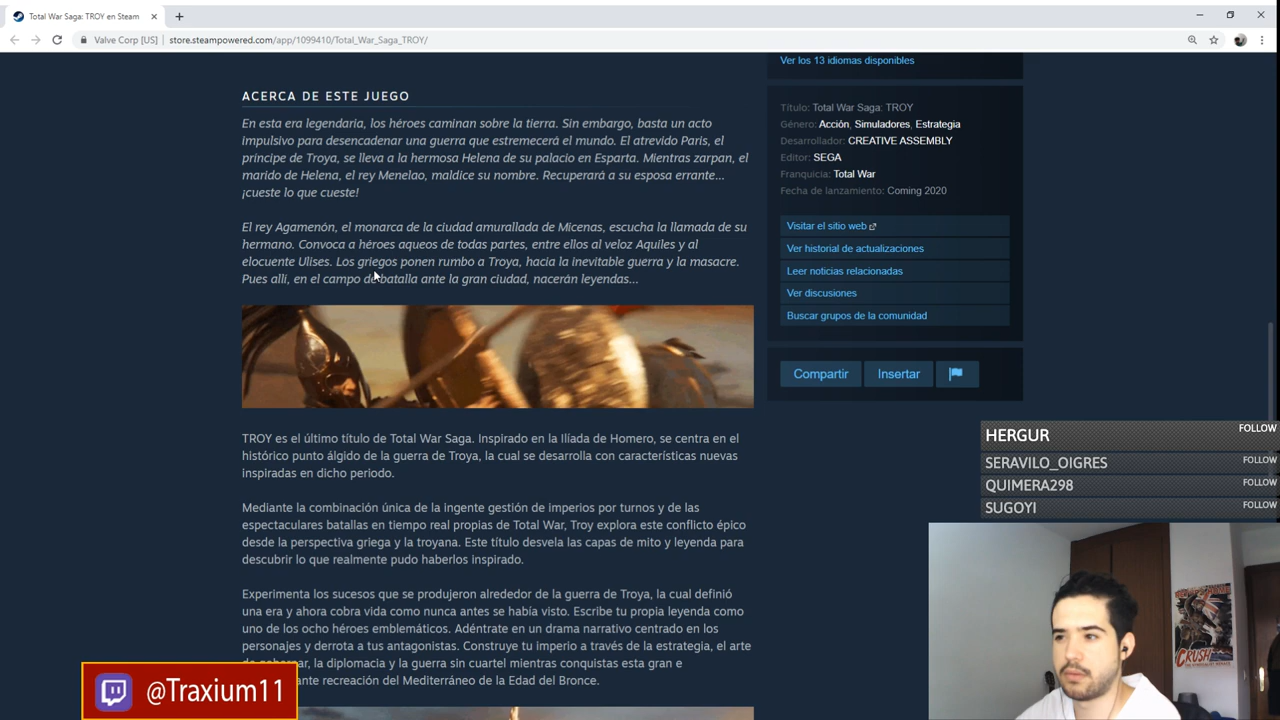 Total War Saga: TROY en Steam
Valve Corp [US]
store.steampowered.com/app/1099410/Total_War_Saga_TROY/
ACERCA DE ESTE JUEGO
En esta era legendaria, los héroes caminan sobre la tierra. Sin embargo, basta un acto
impulsivo para desencadenar una guerra que estremecerá el mundo. El atrevido Paris, el
príncipe de Troya, se lleva a la hermosa Helena de su palacio en Esparta. Mientras zarpan, el
marido de Helena, el rey Menelao, maldice su nombre. Recuperará a su esposa errante...
¡cueste lo que cueste!
El rey Agamenón, el monarca de la ciudad amurallada de Micenas, escucha la llamada de su
hermano. Convoca a héroes aqueos de todas partes, entre ellos al veloz Aquiles y al
elocuente Ulises. Los griegos ponen rumbo a Troya, hacia la inevitable guerra y la masacre.
Pues allí, en el campo de batalla ante la gran ciudad, nacerán leyendas...
TROY es el último título de Total War Saga. Inspirado en la Ilíada de Homero, se centra en el
histórico punto álgido de la guerra de Troya, la cual se desarrolla con características nuevas
inspiradas en dicho periodo.
Mediante la combinación única de la ingente gestión de imperios por turnos y de las
espectaculares batallas en tiempo real propias de Total War, Troy explora este conflicto épico
desde la perspectiva griega y la troyana. Este título desvela las capas de mito y leyenda para
descubrir lo que realmente pudo haberlos inspirado.
Experimenta los sucesos que se produjeron alrededor de la guerra de Troya, la cual definió
una era y ahora cobra vida como nunca antes se había visto. Escribe tu propia leyenda como
uno de los ocho héroes emblemáticos. Adéntrate en un drama narrativo centrado en los
personajes y derrota a tus antagonistas. Construye tu imperio a través de la estrategia, el arte
la diplomacia y la guerra sin cuartel mientras conquistas esta gran e
recreación del Mediterráneo de la Edad del Bronce.
Ver los 13 idiomas disponibles
Título: Total War Saga: TROY
Género: Acción, Simuladores, Estrategia
Desarrollador: CREATIVE ASSEMBLY
Editor: SEGA
Franquicia: Total War
Fecha de lanzamiento: Coming 2020
Visitar el sitio web
Ver historial de actualizaciones
Leer noticias relacionadas
Ver discusiones
Buscar grupos de la comunidad
Compartir
Insertar
HERGUR FOLLOW
SERAVILO_OIGRES FOLLOW
QUIMERA298 FOLLOW
SUGOYI FOLLOW
CRUSH
@Traxium11